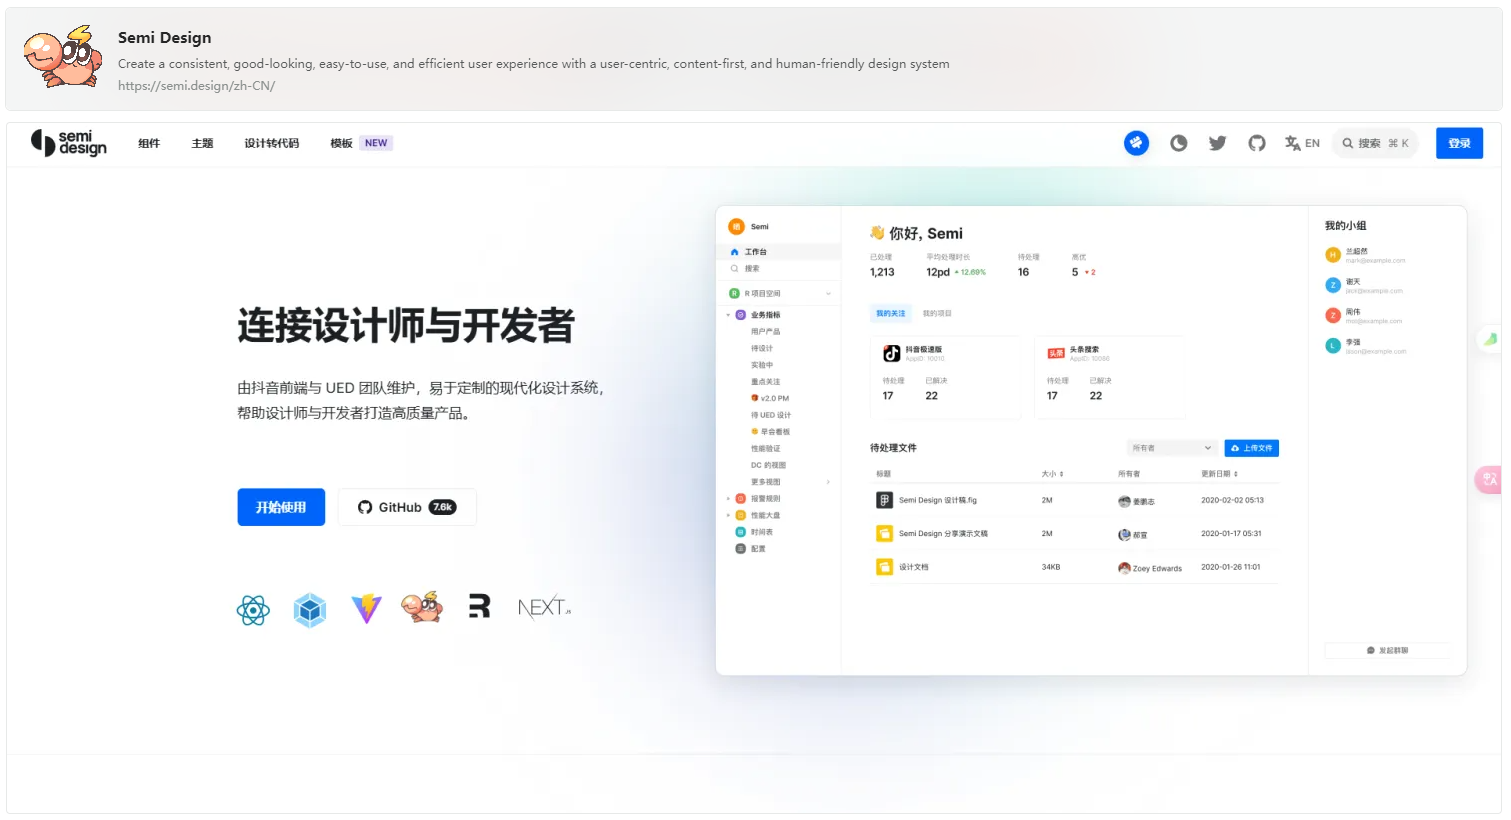 Semi Design
Create a consistent, good-looking, easy-to-use, and efficient user experience with a user-centric, content-first, and human-friendly design system
https://semi.design/zh-CN/
semi design
组件
主题
设计转代码
模板 NEW
EN
搜索 ⌘ K
登录
连接设计师与开发者
由抖音前端与 UED 团队维护，易于定制的现代化设计系统，
帮助设计师与开发者打造高质量产品。
开始使用
GitHub 7.6k
NEXT.JS
Semi
工作台
搜索
R R 项目空间
业务指标
用户产品
待设计
实验中
重点关注
v2.0 PM
待 UED 设计
早会看板
性能验证
DC 的视图
更多视图
报警规则
性能大盘
时间表
配置
👋 你好, Semi
已处理
1,213
平均处理时长
12pd 12.69%
待处理
16
高优
5 2
我的关注
我的项目
抖音极速版
AppID: 10010
待处理
17
已解决
22
头条
头条搜索
AppID: 10086
待处理
17
已解决
22
待处理文件
所有者
上传文件
标题 大小 所有者 更新日期
Semi Design 设计稿.fig 2M 姜鹏志 2020-02-02 05:13
Semi Design 分享演示文稿 2M 郝宣 2020-01-17 05:31
设计文档 34KB Zoey Edwards 2020-01-26 11:01
我的小组
兰超然
Z 谢天
Z 周伟
L 李强
发起群聊